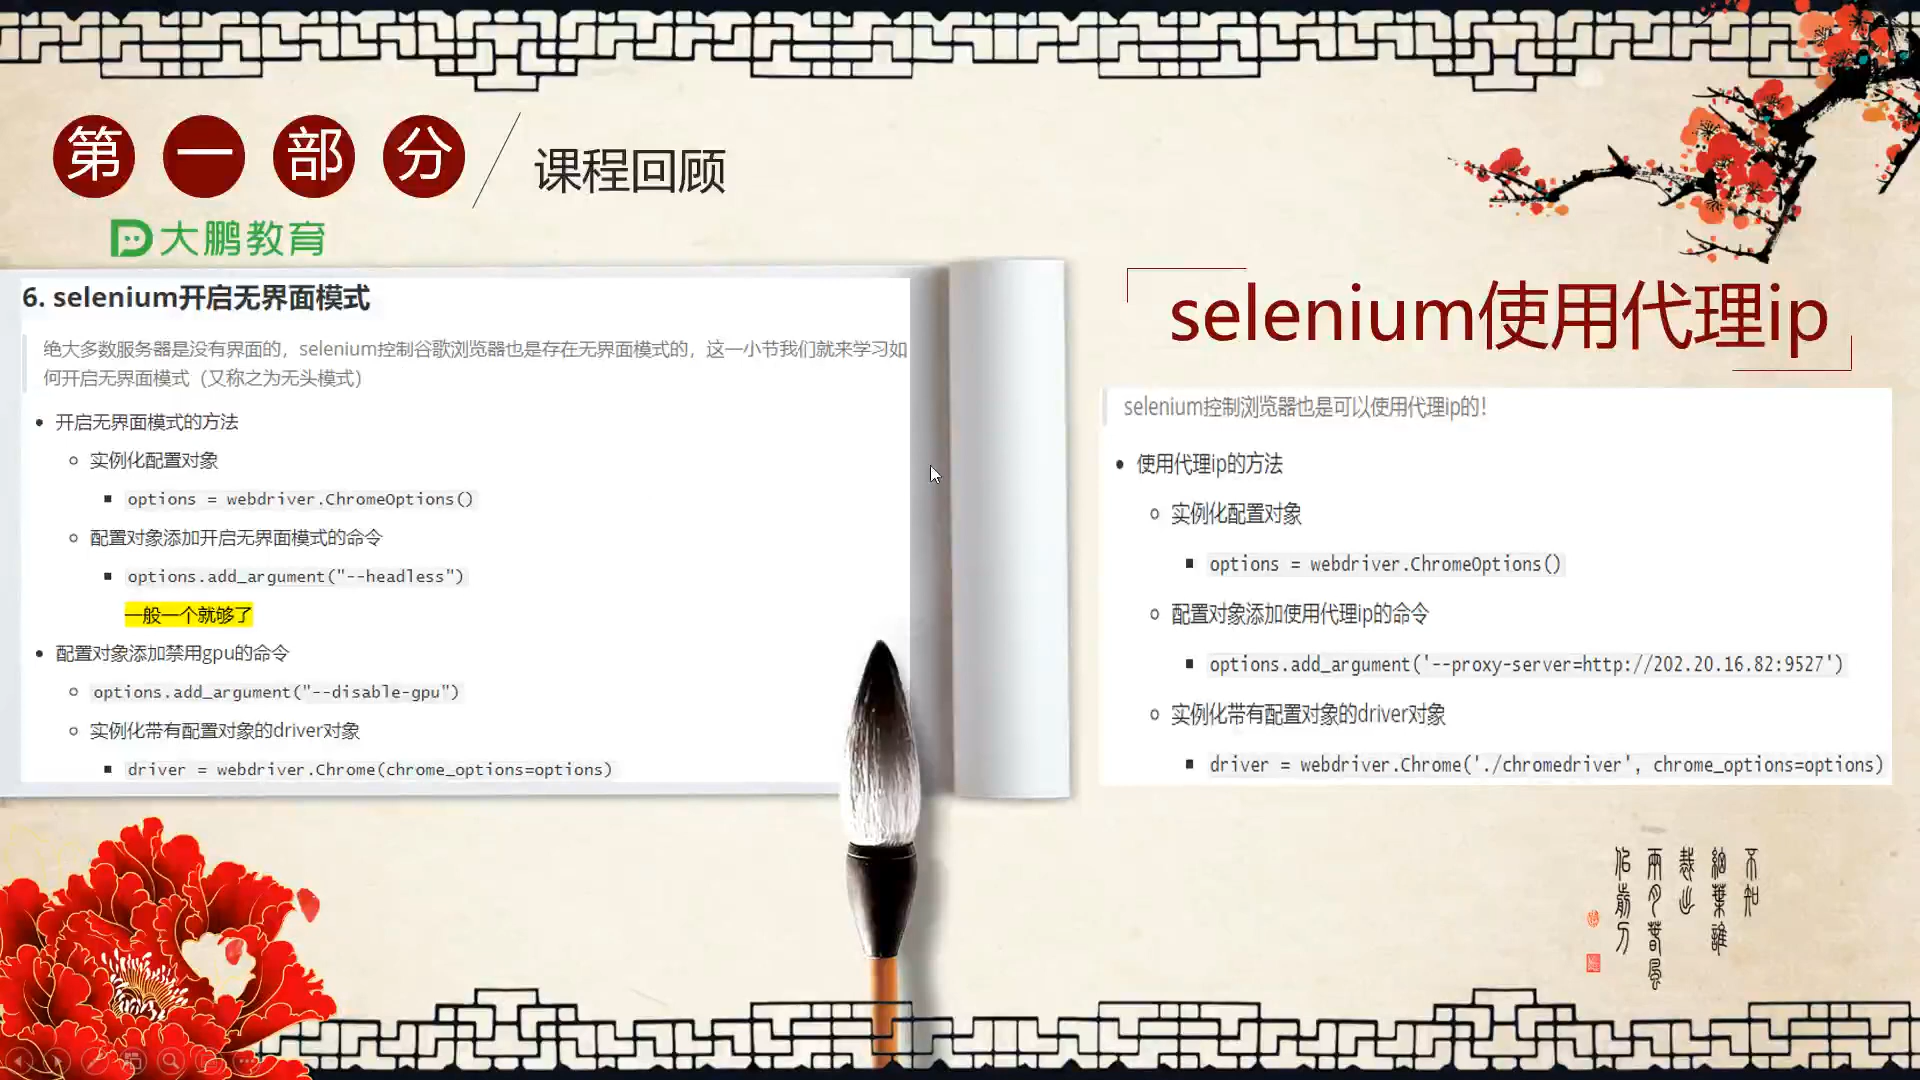 第一部分
课程回顾
大鹏教育
6. selenium开启无界面模式
绝大多数服务器是没有界面的，selenium控制谷歌浏览器也是存在无界面模式的，这一小节我们就来学习如
何开启无界面模式（又称之为无头模式）
开启无界面模式的方法
实例化配置对象
options = webdriver.ChromeOptions()
配置对象添加开启无界面模式的命令
options.add_argument("--headless")
一般一个就够了
配置对象添加禁用gpu的命令
options.add_argument("--disable-gpu")
实例化带有配置对象的driver对象
driver = webdriver.Chrome(chrome_options=options)
selenium使用代理ip
selenium控制浏览器也是可以使用代理ip的！
使用代理ip的方法
实例化配置对象
options = webdriver.ChromeOptions()
配置对象添加使用代理ip的命令
options.add_argument('--proxy-server=http://202.20.16.82:9527')
实例化带有配置对象的driver对象
driver = webdriver.Chrome('./chromedriver', chrome_options=options)
不知
細葉誰
裁出
二月春風
似剪刀